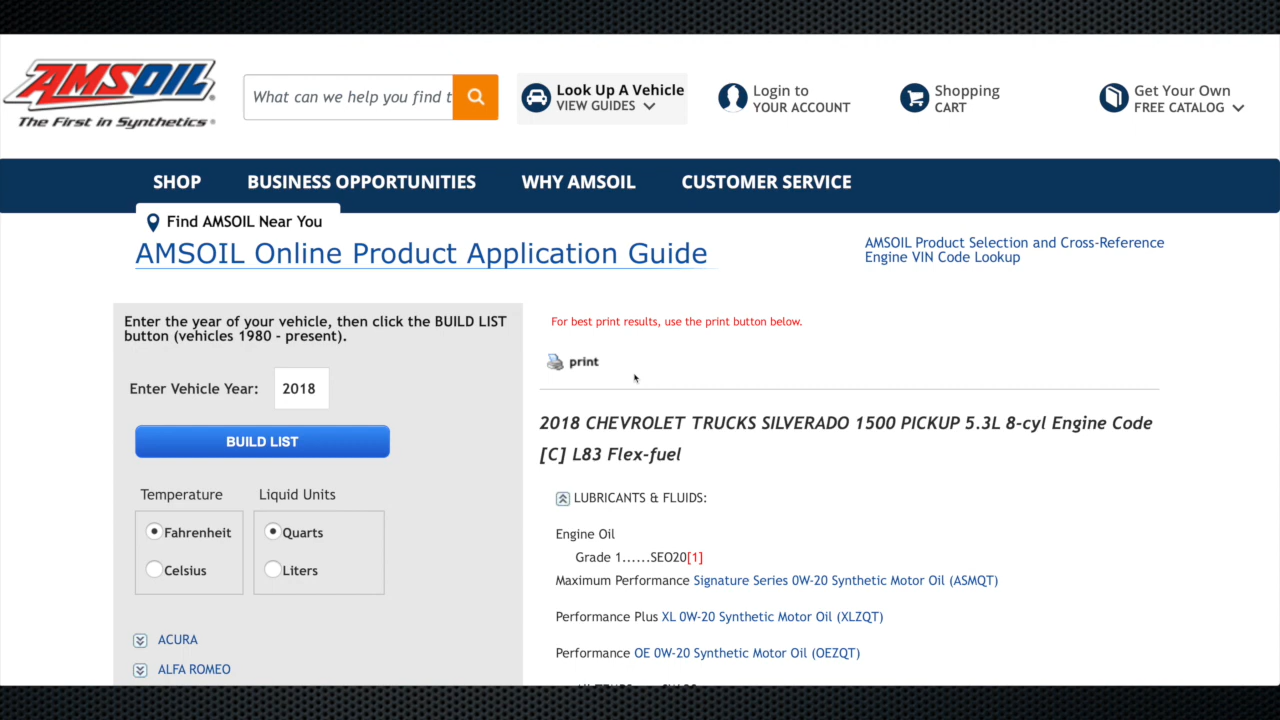 AMSOIL
The First in Synthetics®
What can we help you find t
Look Up A Vehicle
VIEW GUIDES
Login to
YOUR ACCOUNT
Shopping
CART
Get Your Own
FREE CATALOG
SHOP BUSINESS OPPORTUNITIES WHY AMSOIL CUSTOMER SERVICE
Find AMSOIL Near You
AMSOIL Online Product Application Guide
AMSOIL Product Selection and Cross-Reference
Engine VIN Code Lookup
Enter the year of your vehicle, then click the BUILD LIST
button (vehicles 1980 - present).
Enter Vehicle Year: 2018
BUILD LIST
Temperature Liquid Units
Fahrenheit Quarts
Celsius Liters
ACURA
ALFA ROMEO
For best print results, use the print button below.
print
2018 CHEVROLET TRUCKS SILVERADO 1500 PICKUP 5.3L 8-cyl Engine Code
[C] L83 Flex-fuel
LUBRICANTS & FLUIDS:
Engine Oil
Grade 1......SEO20[1]
Maximum Performance Signature Series 0W-20 Synthetic Motor Oil (ASMQT)
Performance Plus XL 0W-20 Synthetic Motor Oil (XLZQT)
Performance OE 0W-20 Synthetic Motor Oil (OEZQT)